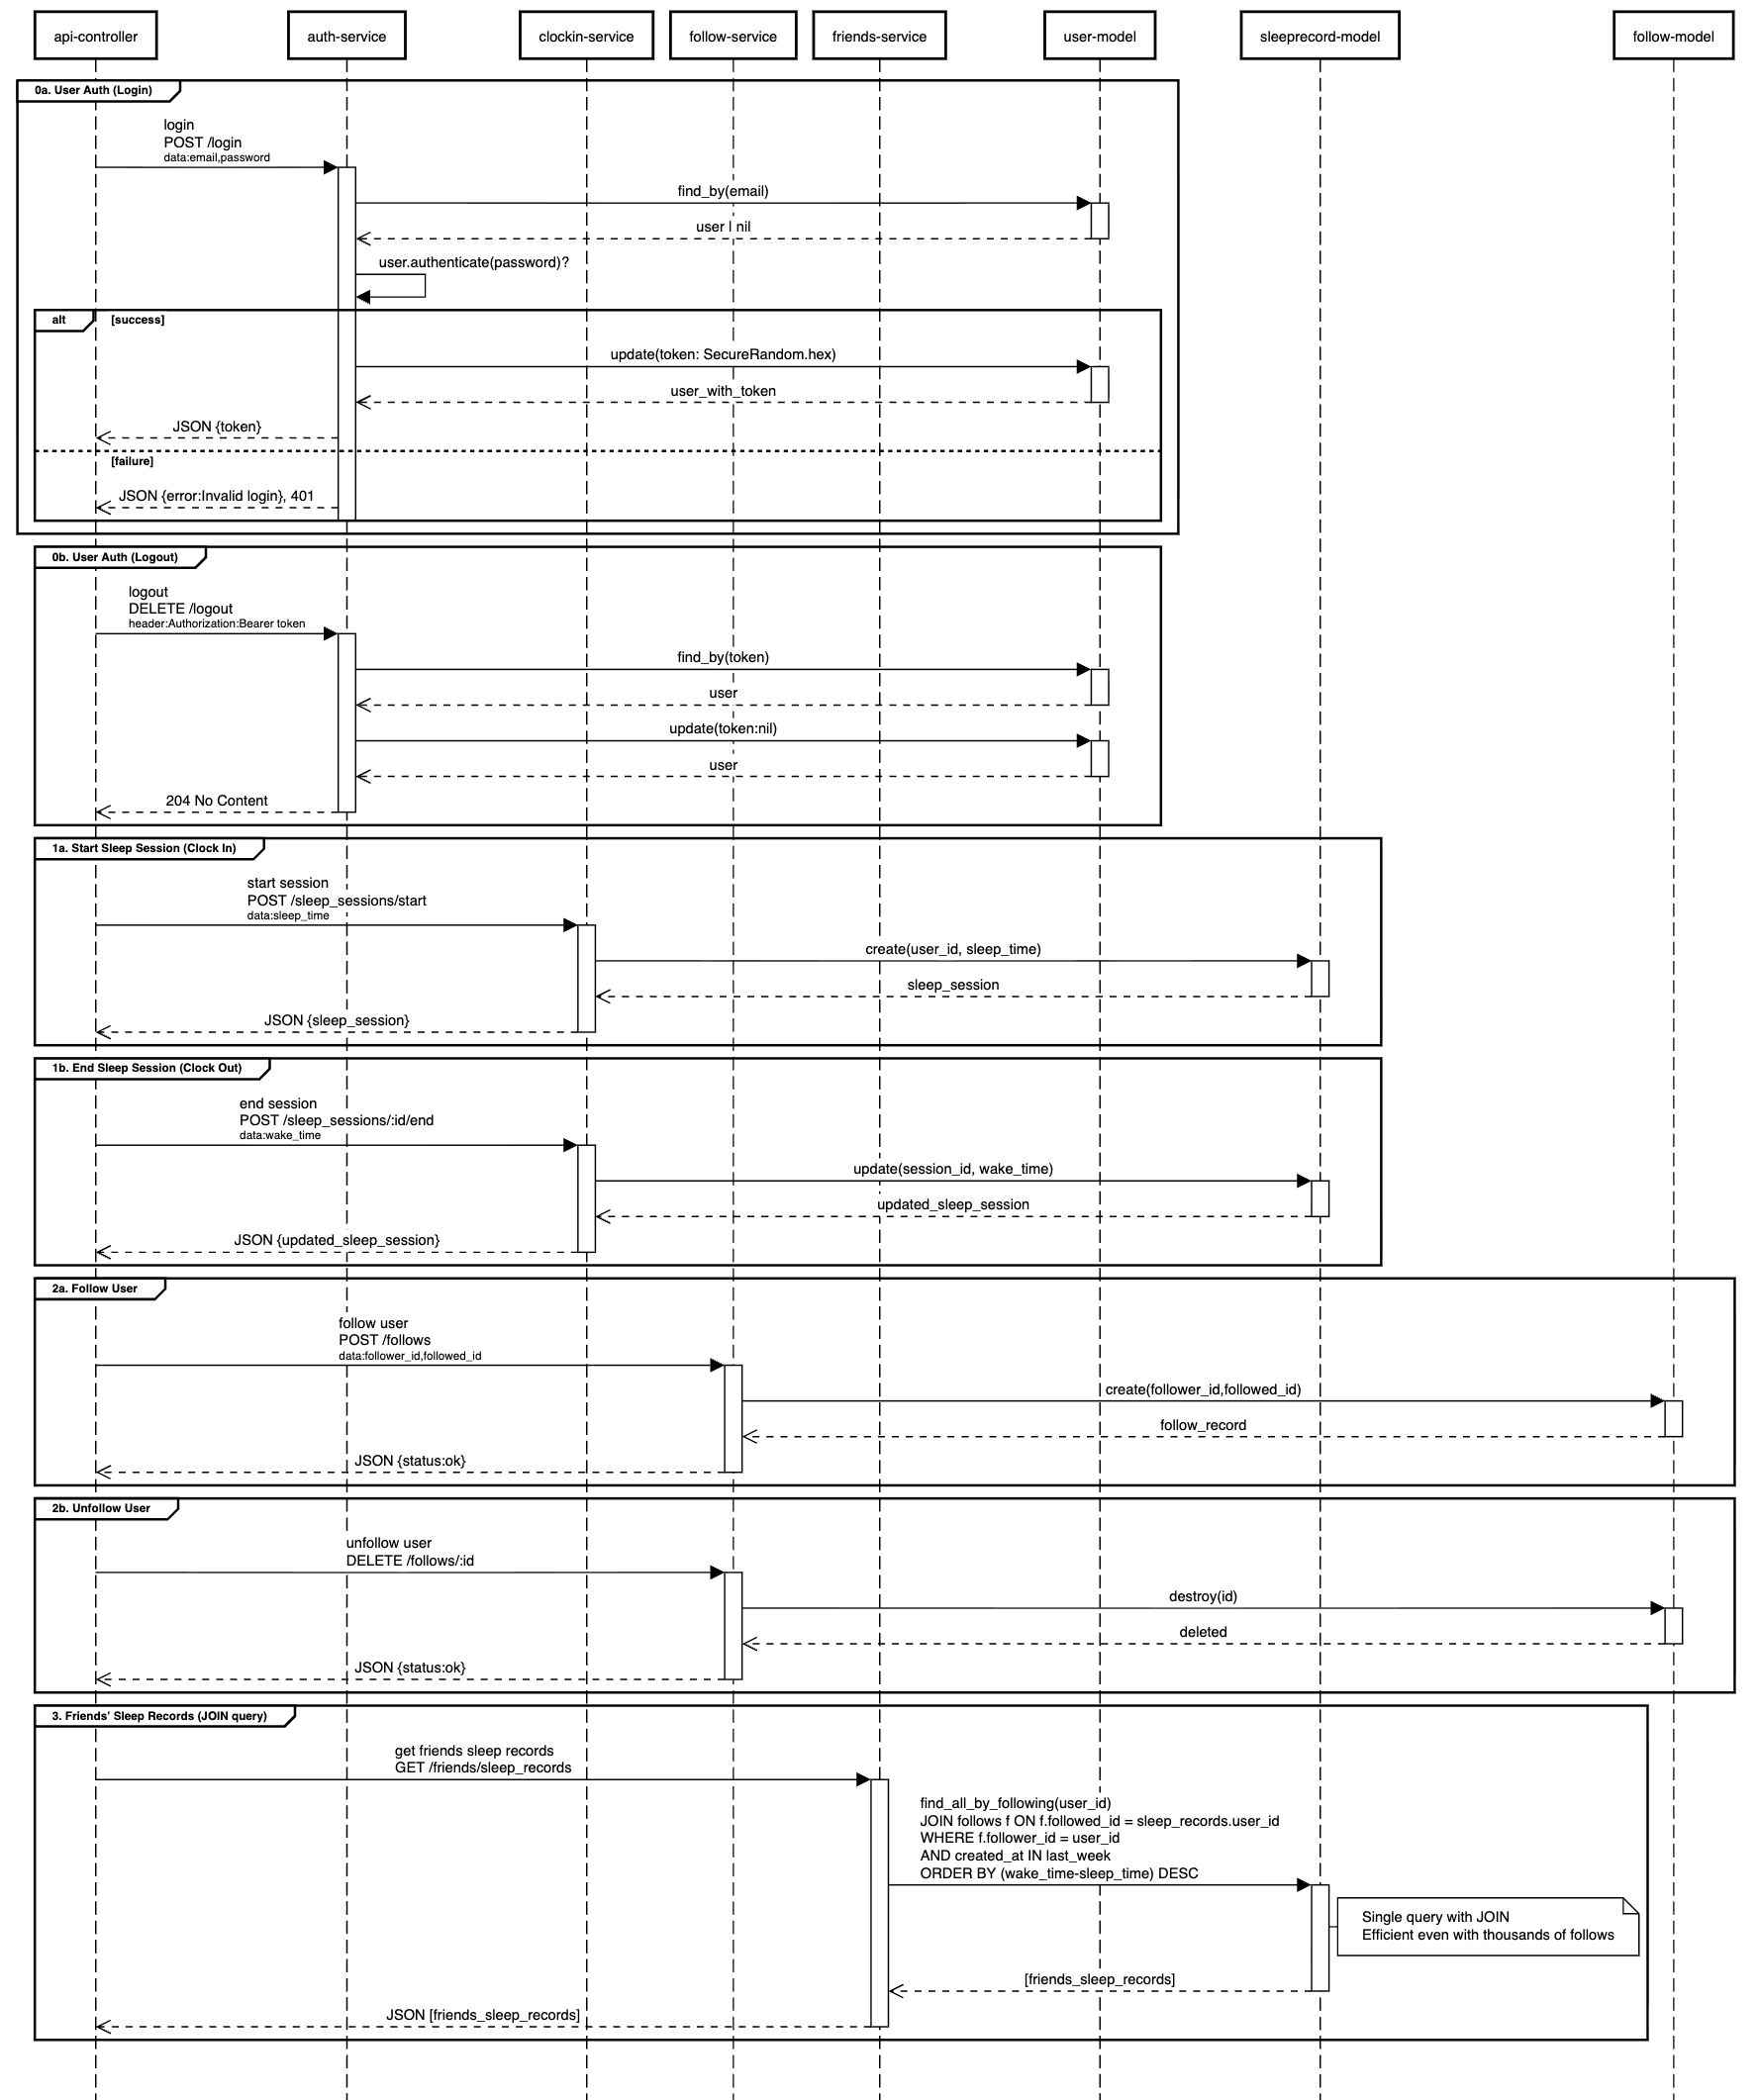 api-controller
auth-service
clockin-service
follow-service
friends-service
user-model
sleeprecord-model
follow-model
0a. User Auth (Login)
login
POST /login
data:email,password
find_by(email)
user | nil
user.authenticate(password)?
alt
[success]
update(token: SecureRandom.hex)
user_with_token
JSON {token}
[failure]
JSON {error:Invalid login}, 401
0b. User Auth (Logout)
logout
DELETE /logout
header:Authorization:Bearer token
find_by(token)
user
update(token:nil)
user
204 No Content
1a. Start Sleep Session (Clock In)
start session
POST /sleep_sessions/start
data:sleep_time
create(user_id, sleep_time)
sleep_session
JSON {sleep_session}
1b. End Sleep Session (Clock Out)
end session
POST /sleep_sessions/:id/end
data:wake_time
update(session_id, wake_time)
updated_sleep_session
JSON {updated_sleep_session}
2a. Follow User
follow user
POST /follows
data:follower_id,followed_id
create(follower_id,followed_id)
follow_record
JSON {status:ok}
2b. Unfollow User
unfollow user
DELETE /follows/:id
destroy(id)
deleted
JSON {status:ok}
3. Friends’ Sleep Records (JOIN query)
get friends sleep records
GET /friends/sleep_records
find_all_by_following(user_id)
JOIN follows f ON f.followed_id = sleep_records.user_id
WHERE f.follower_id = user_id
AND created_at IN last_week
ORDER BY (wake_time-sleep_time) DESC
Single query with JOIN
Efficient even with thousands of follows
[friends_sleep_records]
JSON [friends_sleep_records]